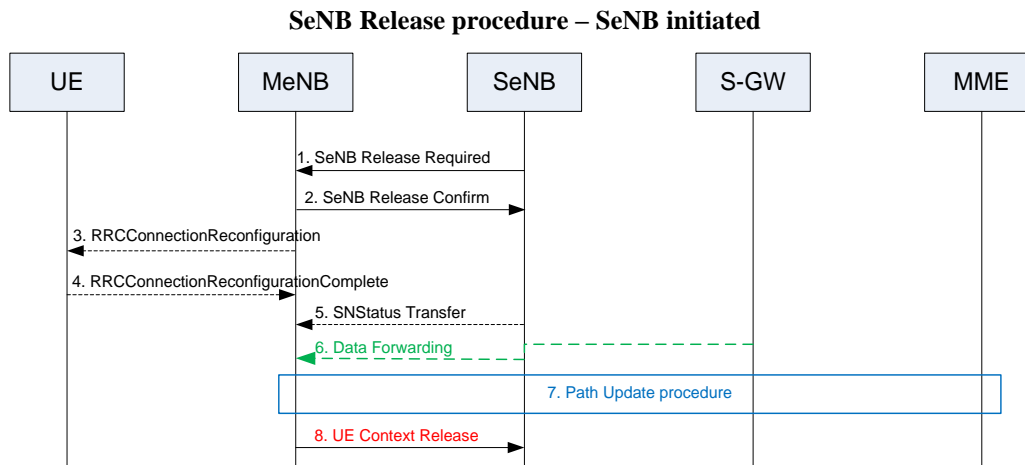 SeNB Release procedure – SeNB initiated
UE
MeNB
SeNB
S-GW
MME
1. SeNB Release Required
2. SeNB Release Confirm
3. RRCConnectionReconfiguration
4. RRCConnectionReconfigurationComplete
5. SNStatus Transfer
6. Data Forwarding
7. Path Update procedure
8. UE Context Release